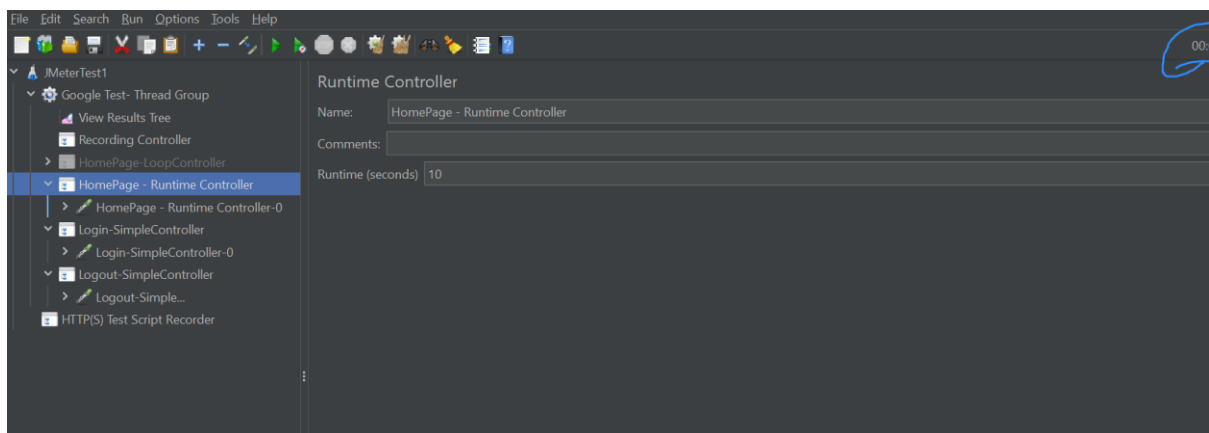 File Edit Search Run Options Tools Help
00:
JMeterTest1
Google Test- Thread Group
View Results Tree
Recording Controller
HomePage-LoopController
HomePage - Runtime Controller
HomePage - Runtime Controller-0
Login-SimpleController
Login-SimpleController-0
Logout-SimpleController
Logout-Simple...
HTTP(S) Test Script Recorder
Runtime Controller
Name: HomePage - Runtime Controller
Comments:
Runtime (seconds) 10